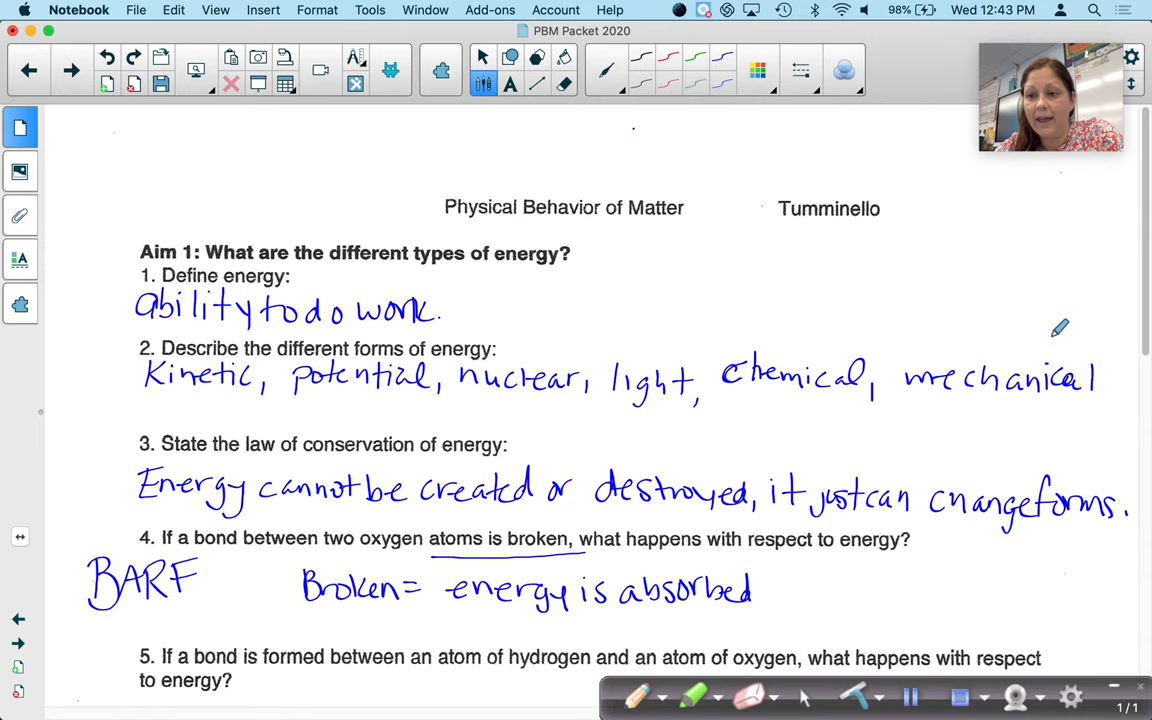 Notebook File Edit View Insert Format Tools Window Add-ons Account Help 98% Wed 12:43 PM
PBM Packet 2020
Physical Behavior of Matter Tumminello
Aim 1: What are the different types of energy?
1. Define energy:
ability to do work.
2. Describe the different forms of energy:
Kinetic, potential, nuclear, light, chemical, mechanical
3. State the law of conservation of energy:
Energy cannot be created or destroyed, it just can change forms.
4. If a bond between two oxygen atoms is broken, what happens with respect to energy?
BARF Broken = energy is absorbed
5. If a bond is formed between an atom of hydrogen and an atom of oxygen, what happens with respect
to energy?
1/1